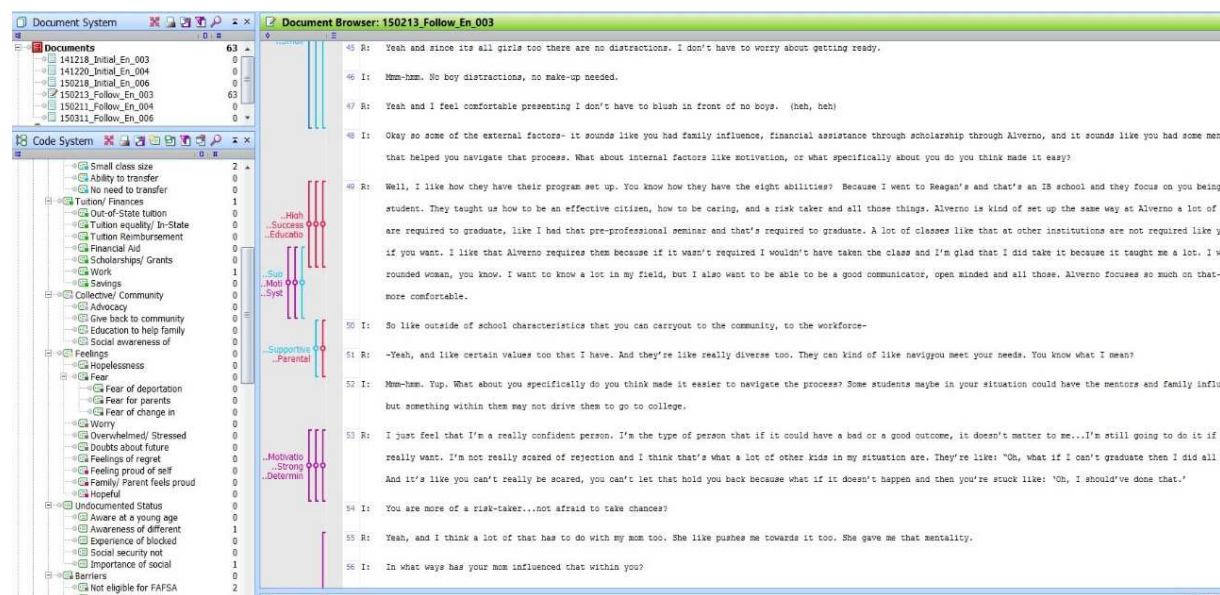 Document System
Documents 63
141218_Initial_En_003 0
141220_Initial_En_004 0
150218_Initial_En_006 0
150213_Follow_En_003 63
150211_Follow_En_004 0
150311_Follow_En_006 0
Code System
Small class size 2
Ability to transfer 0
No need to transfer 0
Tuition/ Finances 1
Out-of-State tuition 0
Tuition equality/ In-State 0
Tuition Reimbursement 0
Financial Aid 0
Scholarships/ Grants 0
Work 1
Savings 0
Collective/ Community 0
Advocacy 0
Give back to community 0
Education to help family 0
Social awareness of 0
Feelings 0
Hopelessness 0
Fear 0
Fear of deportation 0
Fear for parents 0
Fear of change in 0
Worry 0
Overwhelmed/ Stressed 0
Doubts about future 0
Feelings of regret 0
Feeling proud of self 0
Family/ Parent feels proud 0
Hopeful 0
Undocumented Status 0
Aware at a young age 0
Awareness of different 1
Experience of blocked 0
Social security not 0
Importance of social 1
Barriers 0
Not eligible for FAFSA 2
Document Browser: 150213_Follow_En_003
45 R: Yeah and since its all girls too there are no distractions. I don't have to worry about getting ready.
46 I: Mmm-hmm. No boy distractions, no make-up needed.
47 R: Yeah and I feel comfortable presenting I don't have to blush in front of no boys. (heh, heh)
48 I: Okay so some of the external factors- it sounds like you had family influence, financial assistance through scholarship through Alverno, and it sounds like you had some men
that helped you navigate that process. What about internal factors like motivation, or what specifically about you do you think made it easy?
49 R: Well, I like how they have their program set up. You know how they have the eight abilities? Because I went to Reagan's and that's an IB school and they focus on you being
..High
student. They taught us how to be an effective citizen, how to be caring, and a risk taker and all those things. Alverno is kind of set up the same way at Alverno a lot of
..Success
..Educatio
are required to graduate, like I had that pre-professional seminar and that's required to graduate. A lot of classes like that at other institutions are not required like y
if you want. I like that Alverno requires them because if it wasn't required I wouldn't have taken the class and I'm glad that I did take it because it taught me a lot. I w
..Sup
..Moti
..Syst
rounded woman, you know. I want to know a lot in my field, but I also want to be able to be a good communicator, open minded and all those. Alverno focuses so much on that-
more comfortable.
50 I: So like outside of school characteristics that you can carryout to the community, to the workforce-
..Supportive
..Parental
51 R: -Yeah, and like certain values too that I have. And they're like really diverse too. They can kind of like naviggou meet your needs. You know what I mean?
52 I: Mmm-hmm. Yup. What about you specifically do you think made it easier to navigate the process? Some students maybe in your situation could have the mentors and family influ
but something within them may not drive them to go to college.
53 R: I just feel that I'm a really confident person. I'm the type of person that if it could have a bad or a good outcome, it doesn't matter to me...I'm still going to do it if
..Motivatio
..Strong
..Determin
really want. I'm not really scared of rejection and I think that's what a lot of other kids in my situation are. They're like: "Oh, what if I can't graduate then I did all
And it's like you can't really be scared, you can't let that hold you back because what if it doesn't happen and then you're stuck like: 'Oh, I should've done that.'
54 I: You are more of a risk-taker...not afraid to take chances?
55 R: Yeah, and I think a lot of that has to do with my mom too. She like pushes me towards it too. She gave me that mentality.
56 I: In what ways has your mom influenced that within you?